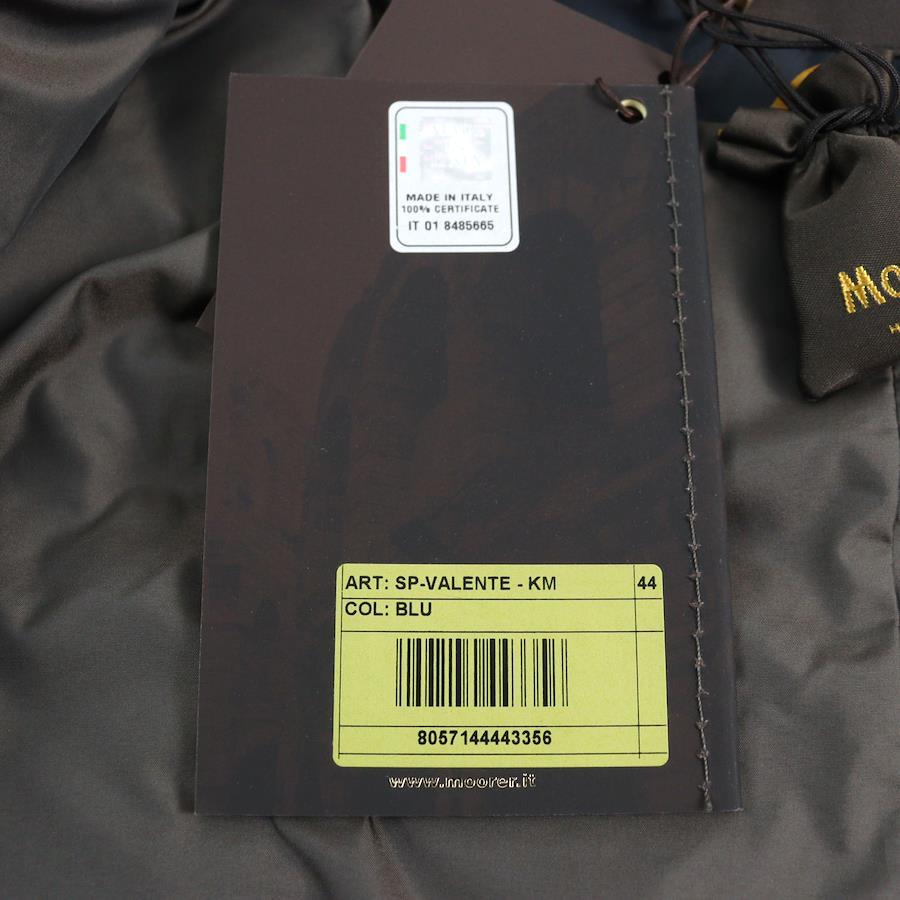 MADE IN ITALY
100% CERTIFICATE
IT 01 8485665
MO
ART: SP-VALENTE - KM 44
COL: BLU
8057144443356
www.moorer.it